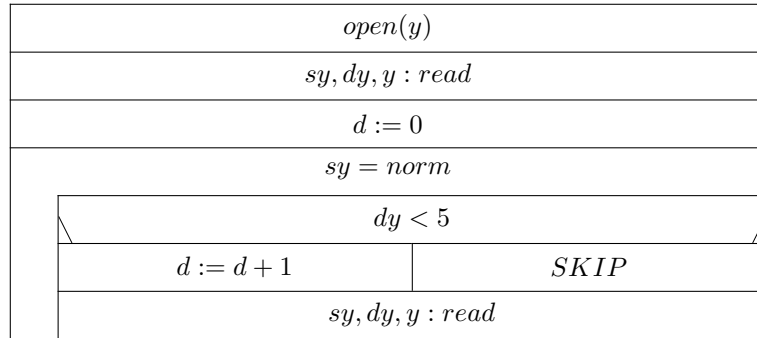 open(y)
sy, dy, y : read
d := 0
sy = norm
dy < 5
d := d + 1
SKIP
sy, dy, y : read